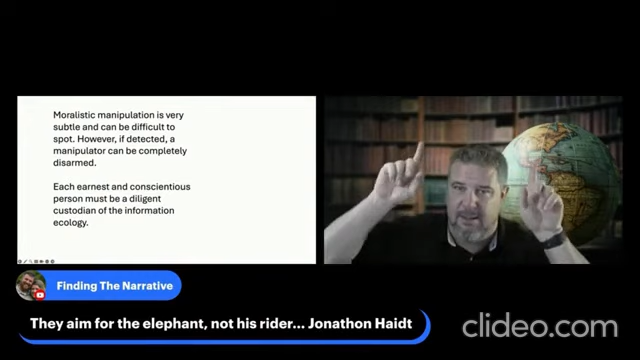 Moralistic manipulation is very
subtle and can be difficult to
spot. However, if detected, a
manipulator can be completely
disarmed.
Each earnest and conscientious
person must be a diligent
custodian of the information
ecology.
Finding The Narrative
They aim for the elephant, not his rider... Jonathon Haidt
clideo.com